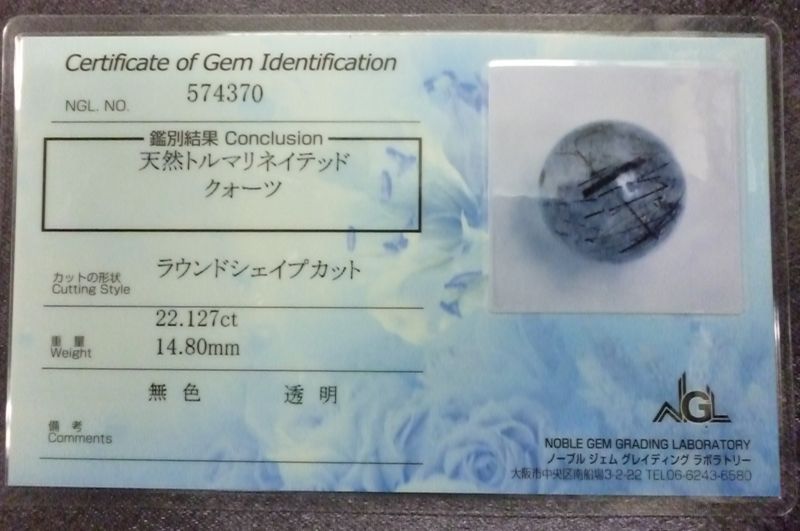 Certificate of Gem Identification
NGL. NO. 574370
鑑別結果 Conclusion
天然トルマリネイテッド
クォーツ
カットの形状 ラウンドシェイプカット
Cutting Style
22.127ct
重量
Weight 14.80mm
無色 透明
備考
Comments
NGL
NOBLE GEM GRADING LABORATORY
ノーブル ジェム グレイディング ラボラトリー
大阪市中央区南船場3-2-22 TEL06-6243-6580